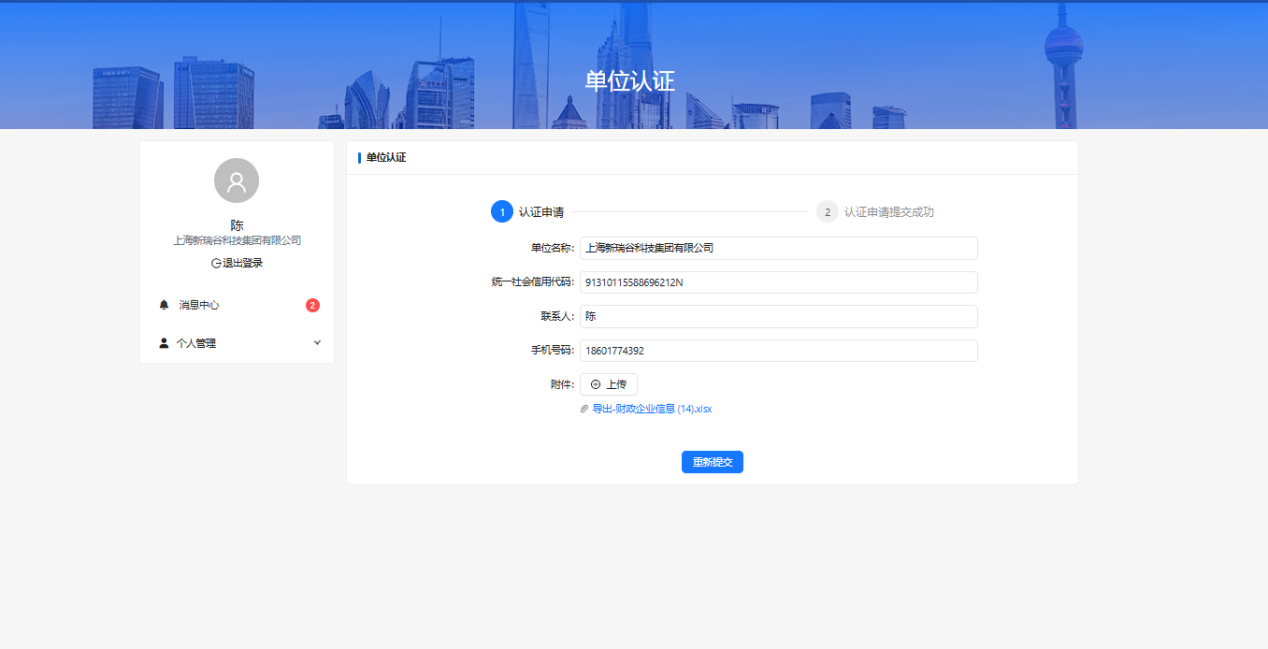 单位认证
陈
上海新瑞谷科技集团有限公司
退出登录
消息中心 2
个人管理
单位认证
1 认证申请 2 认证申请提交成功
单位名称: 上海新瑞谷科技集团有限公司
统一社会信用代码: 91310115588696212N
联系人: 陈
手机号码: 18601774392
附件: 上传
导出-财政企业信息 (14).xlsx
重新提交